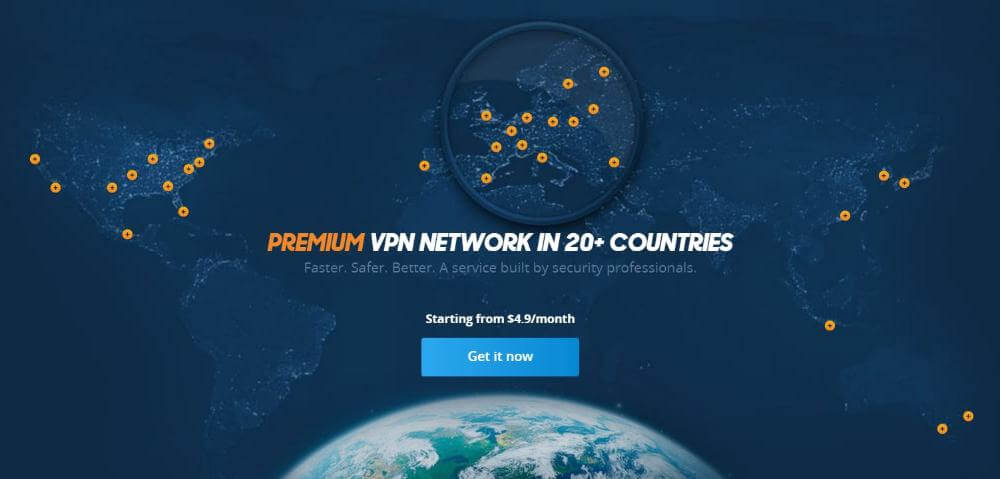 PREMIUM VPN NETWORK IN 20+ COUNTRIES
Faster. Safer. Better. A service built by security professionals.
Starting from $4.9/month
Get it now